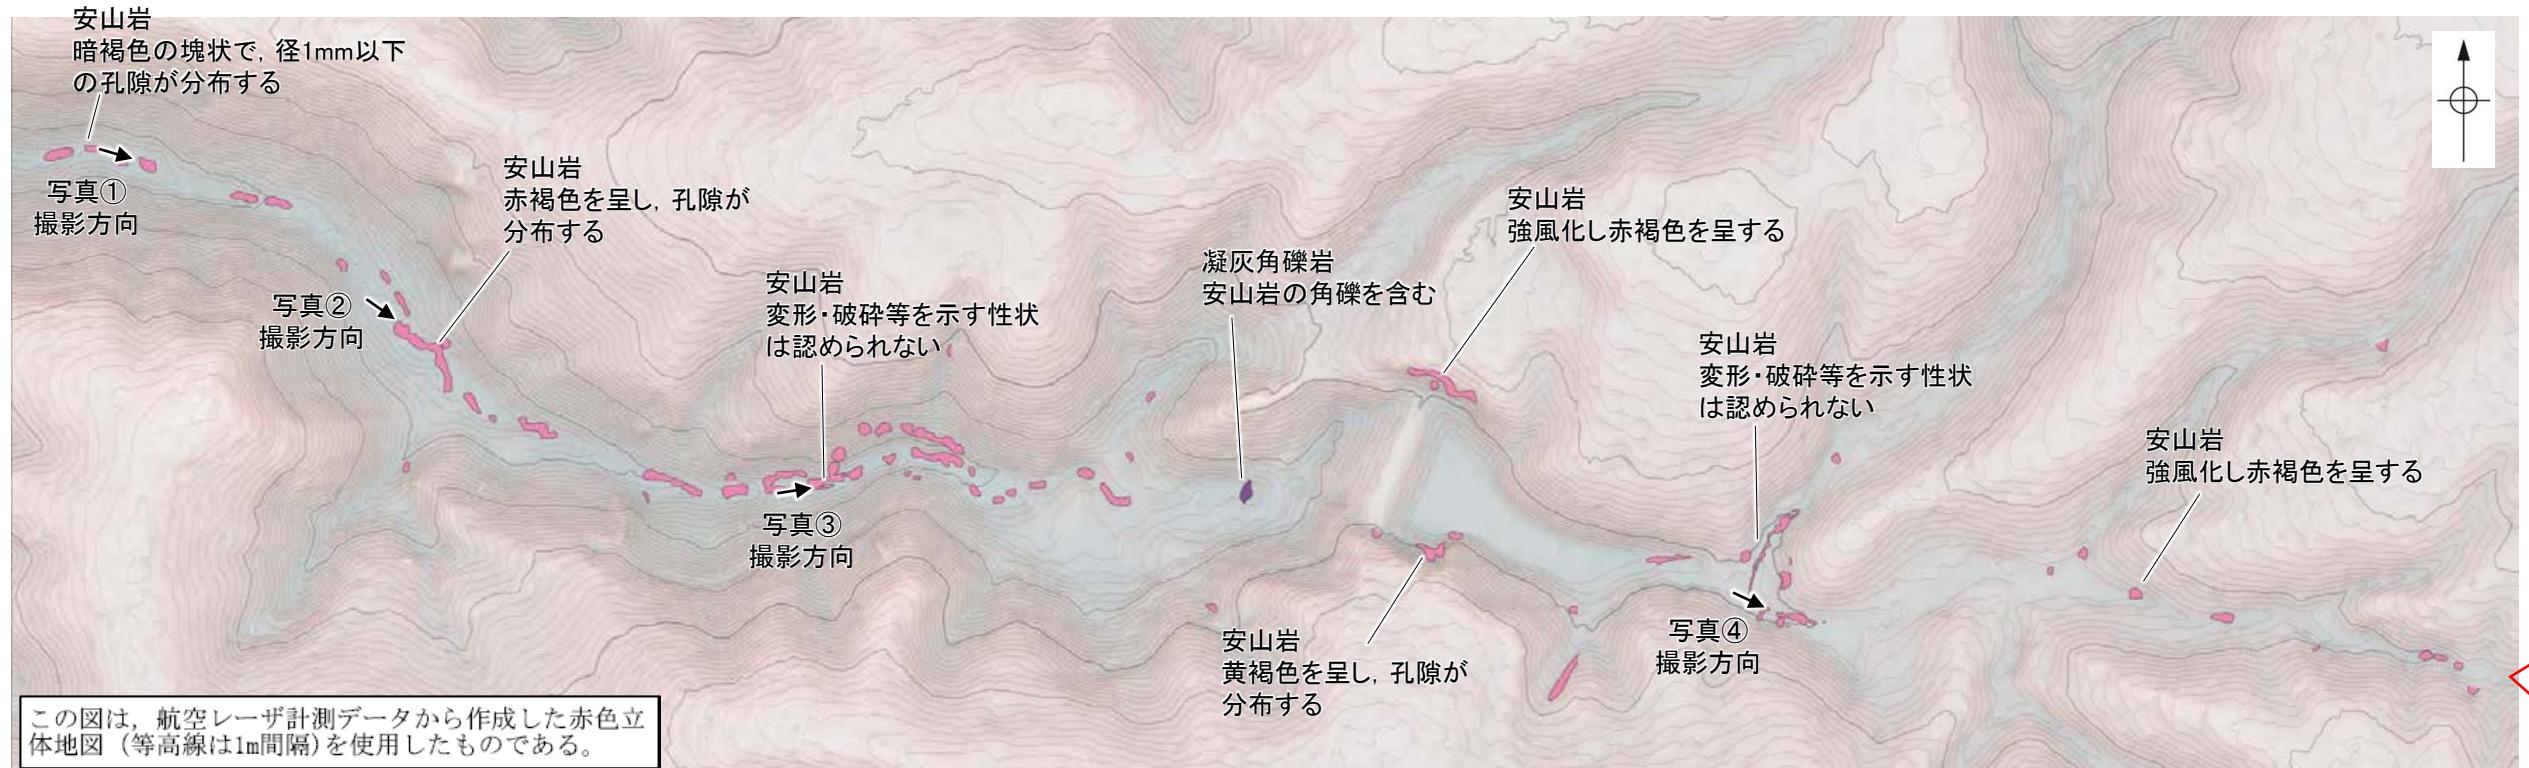 安山岩
暗褐色の塊状で，径1mm以下
の孔隙が分布する
写真①
撮影方向
安山岩
赤褐色を呈し，孔隙が
分布する
写真②
撮影方向
安山岩
変形・破砕等を示す性状
は認められない
写真③
撮影方向
凝灰角礫岩
安山岩の角礫を含む
安山岩
強風化し赤褐色を呈する
安山岩
変形・破砕等を示す性状
は認められない
安山岩
強風化し赤褐色を呈する
安山岩
黄褐色を呈し，孔隙が
分布する
写真④
撮影方向
この図は，航空レーザ計測データから作成した赤色立
体地図（等高線は1m間隔）を使用したものである。